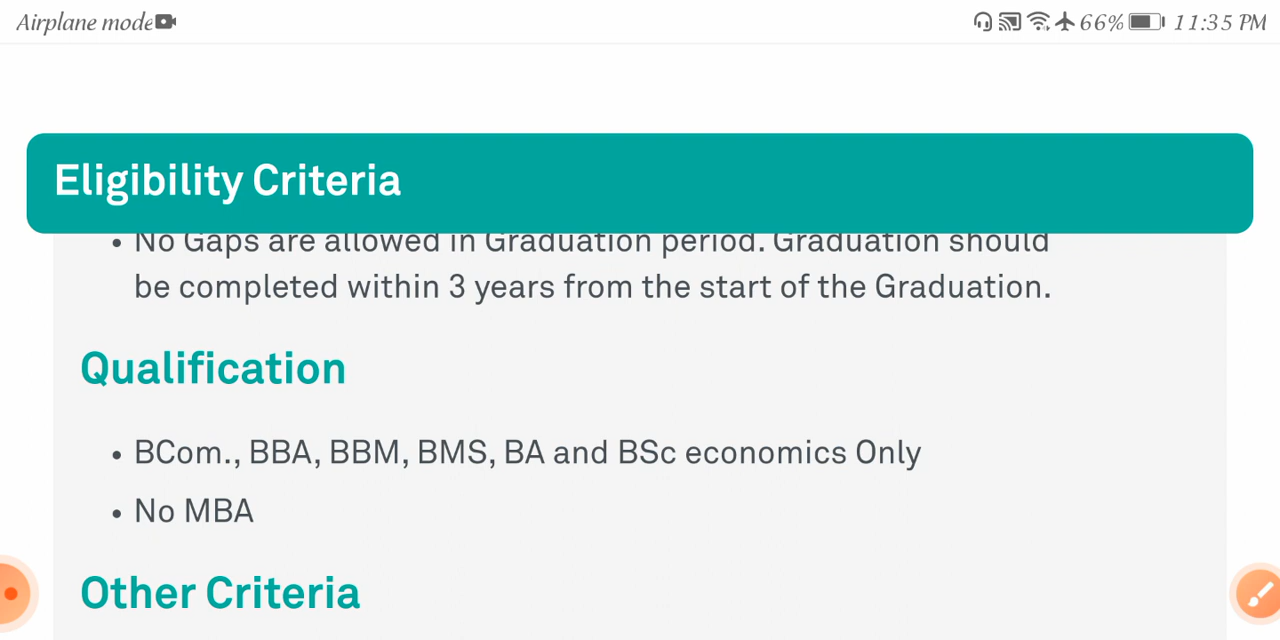 Airplane mode 66% 11:35 PM
Eligibility Criteria
• No Gaps are allowed in Graduation period. Graduation should
be completed within 3 years from the start of the Graduation.
Qualification
• BCom., BBA, BBM, BMS, BA and BSc economics Only
• No MBA
Other Criteria